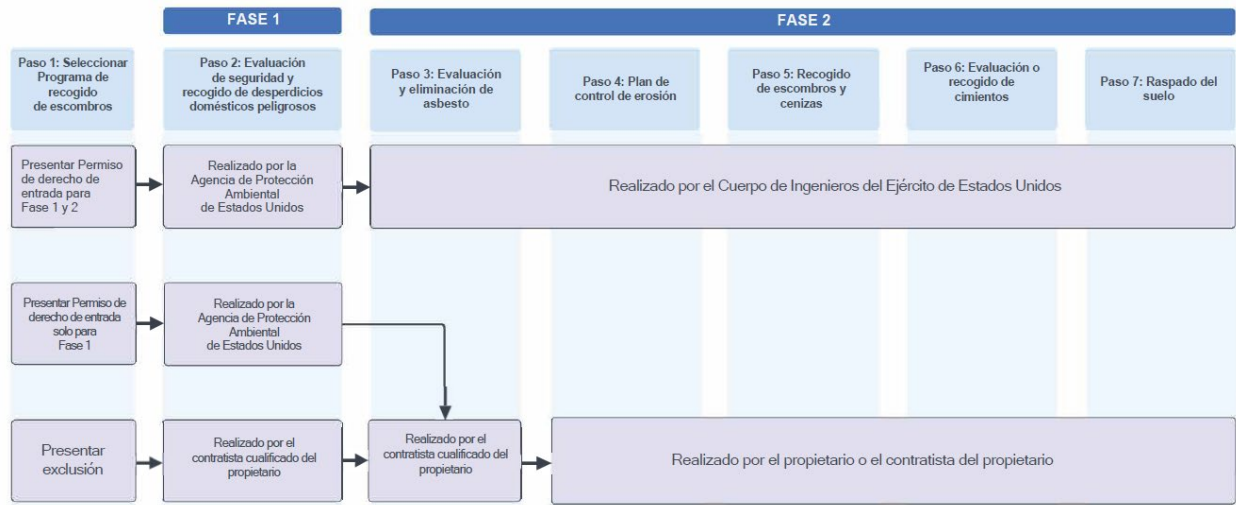 FASE 1
FASE 2
Paso 1: Seleccionar
Programa de
recogido
de escombros
Paso 2: Evaluación
de seguridad y
recogido de desperdicios
domésticos peligrosos
Paso 3: Evaluación
y eliminación de
asbesto
Paso 4: Plan de
control de erosión
Paso 5: Recogido
de escombros y
cenizas
Paso 6: Evaluación o
recogido de
cimientos
Paso 7: Raspado del
suelo
Presentar Permiso
de derecho de
entrada para
Fase 1 y 2
Realizado por la
Agencia de Protección
Ambiental
de Estados Unidos
Realizado por el Cuerpo de Ingenieros del Ejército de Estados Unidos
Presentar Permiso de
derecho de entrada
solo para
Fase 1
Realizado por la
Agencia de Protección
Ambiental
de Estados Unidos
Presentar
exclusión
Realizado por el
contratista cualificado del
propietario
Realizado por el
contratista cualificado del
propietario
Realizado por el propietario o el contratista del propietario